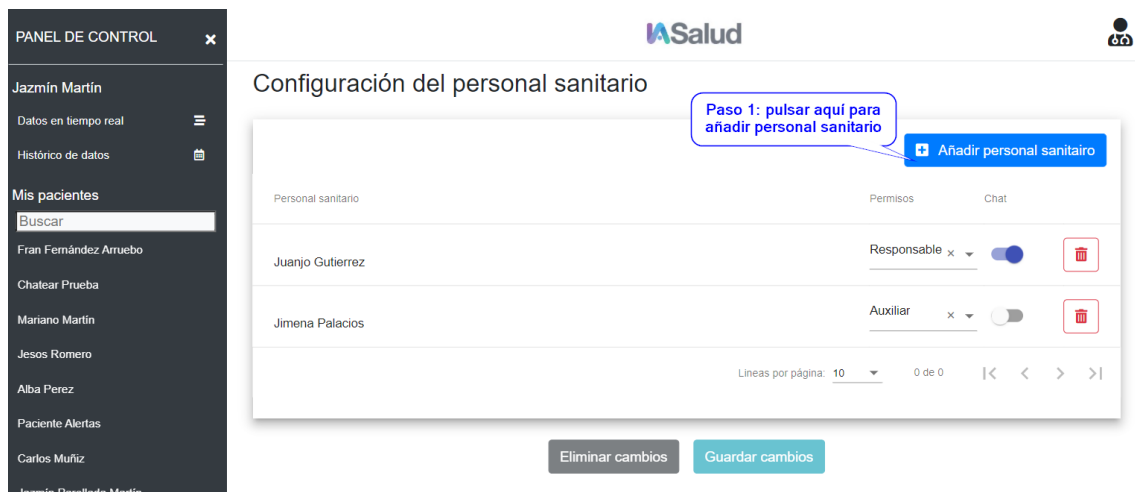 PANEL DE CONTROL ×
IASalud
Jazmín Martín
Datos en tiempo real
Histórico de datos
Mis pacientes
Buscar
Fran Fernández Arruebo
Chatear Prueba
Mariano Martín
Jesos Romero
Alba Perez
Paciente Alertas
Carlos Muñiz
Jazmín Parellada Martín
Configuración del personal sanitario
Paso 1: pulsar aquí para
añadir personal sanitario
Añadir personal sanitairo
Personal sanitario Permisos Chat
Juanjo Gutierrez Responsable ×
Jimena Palacios Auxiliar ×
Lineas por página: 10 0 de 0
Eliminar cambios Guardar cambios